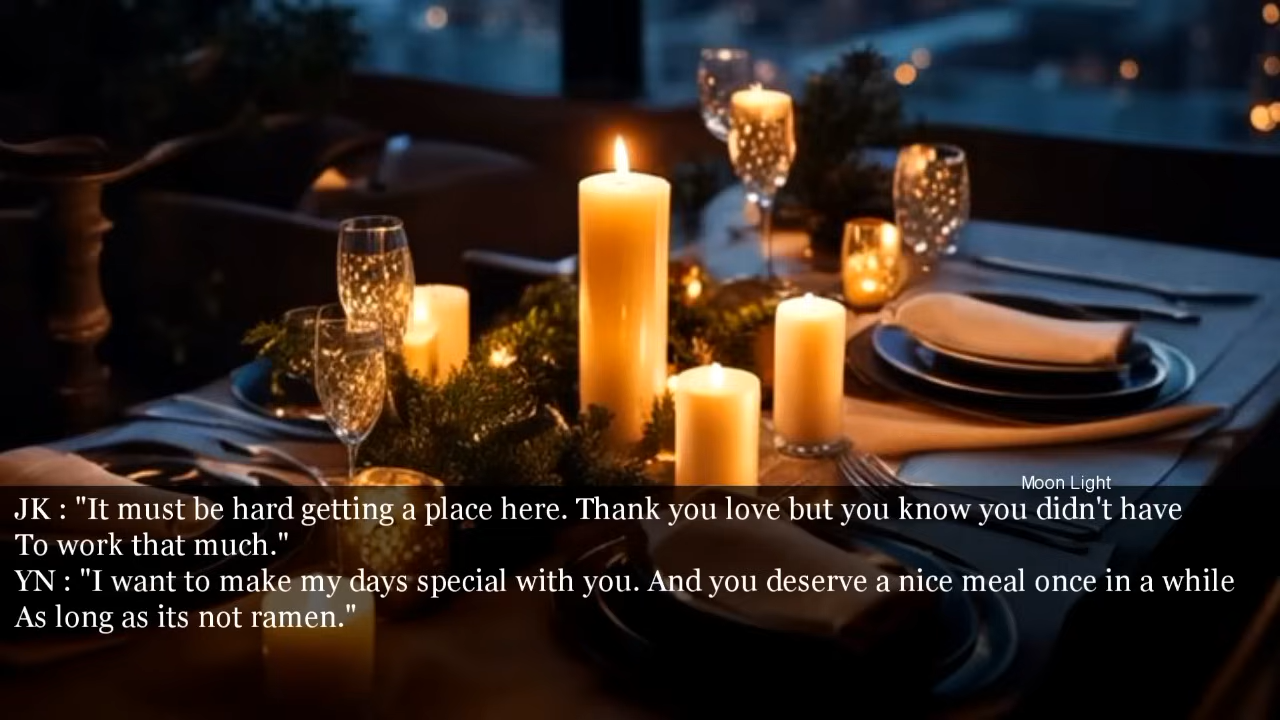 Moon Light
JK : "It must be hard getting a place here. Thank you love but you know you didn't have
To work that much."
YN : "I want to make my days special with you. And you deserve a nice meal once in a while
As long as its not ramen."